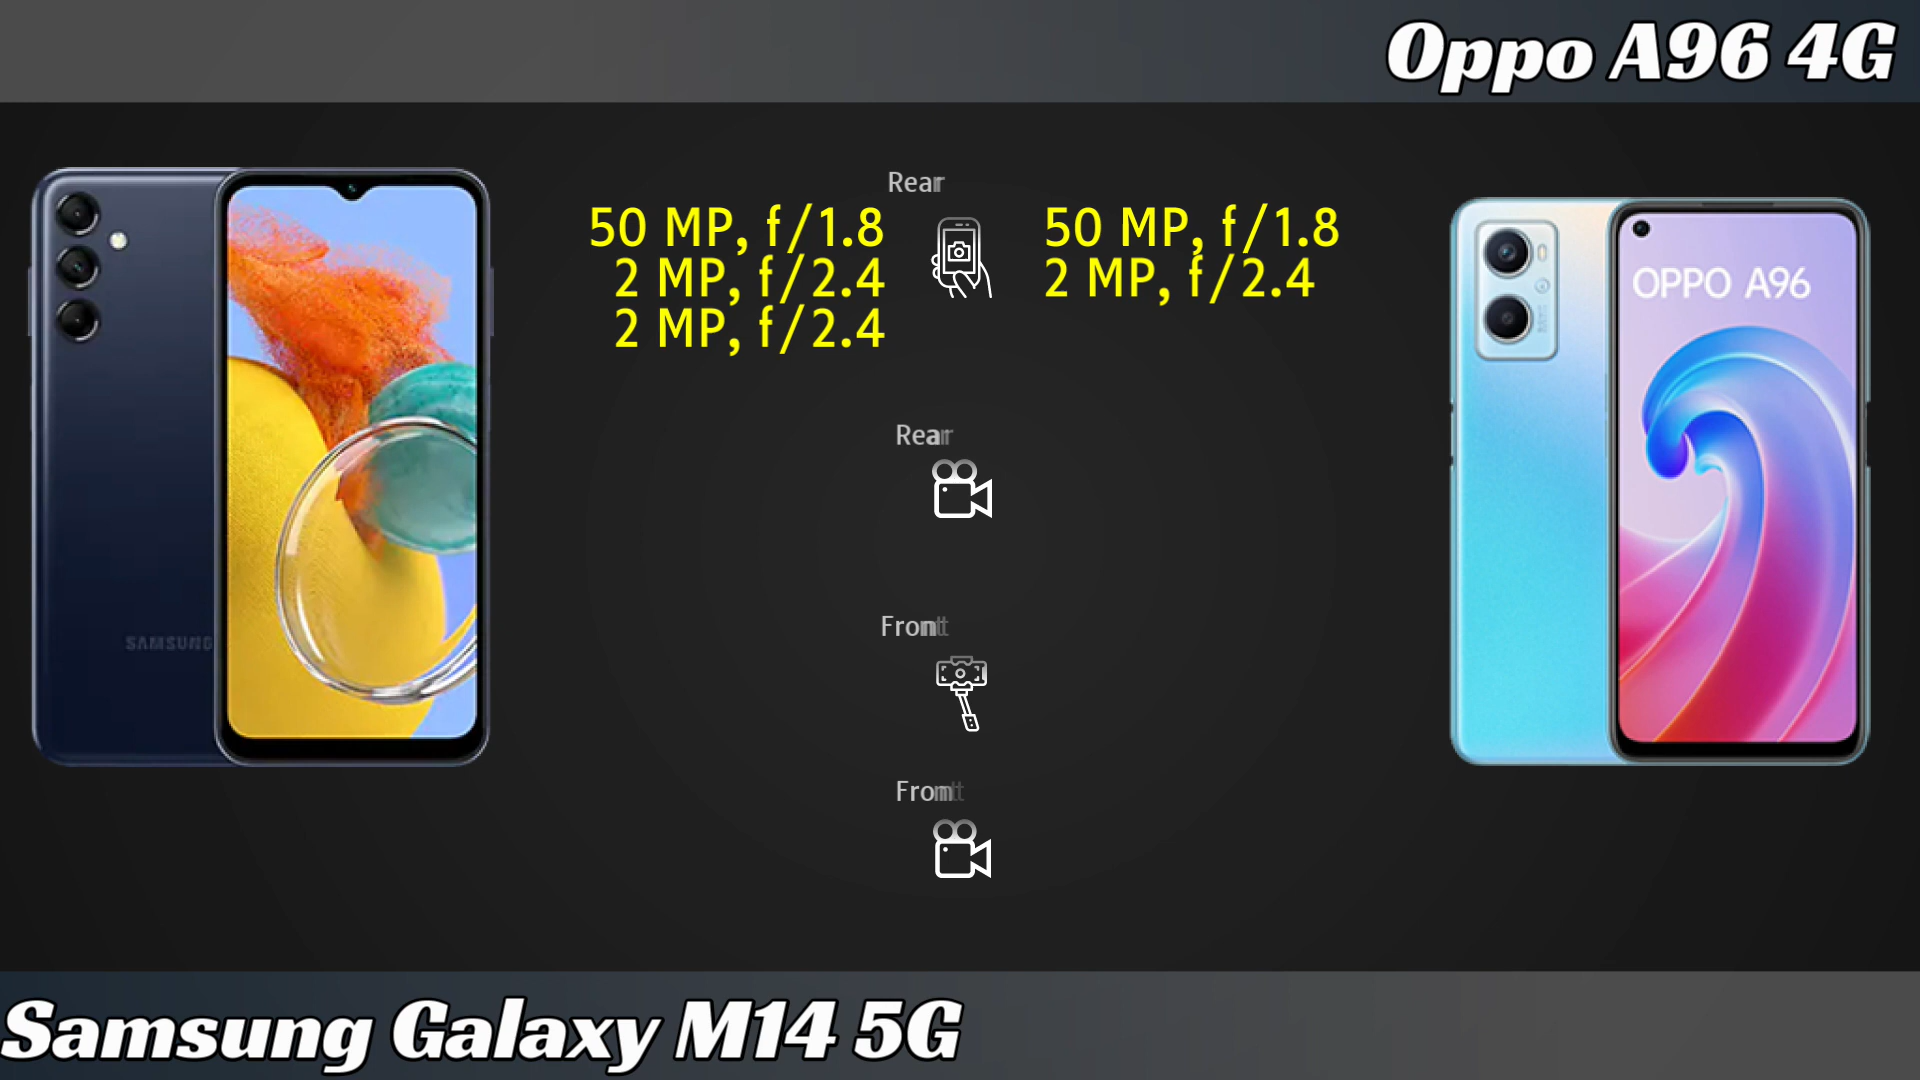 Oppo A96 4G
Rear
50 MP, f/1.8
2 MP, f/2.4
2 MP, f/2.4
50 MP, f/1.8
2 MP, f/2.4
OPPO A96
SAMSUNG
Rear
Front
Front
Samsung Galaxy M14 5G